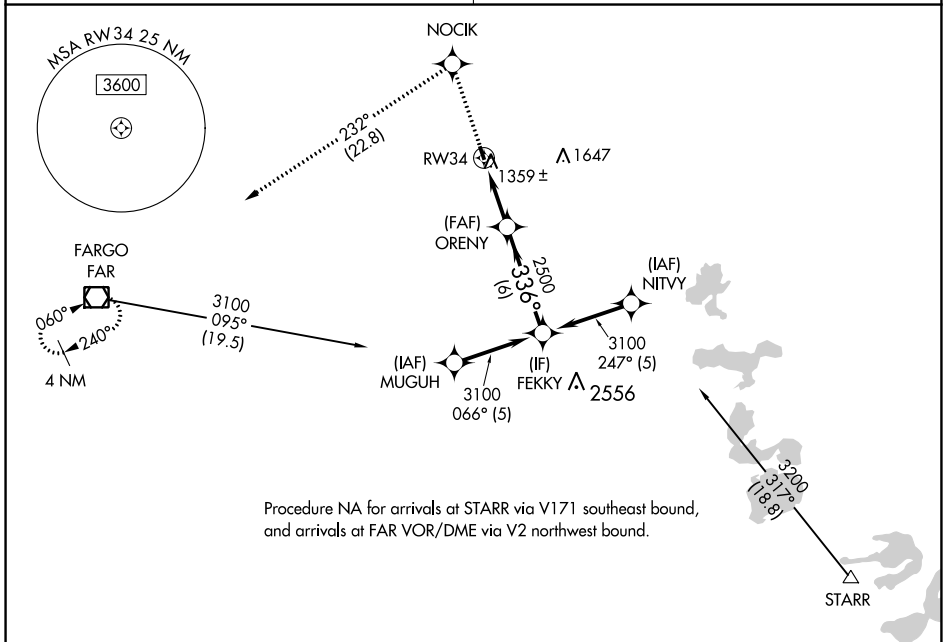 MSA RW34 25 NM
3600
NOCIK
232°
(22.8)
RW34
1647
1359 ±
(FAF)
ORENY
2500
336°
(6)
(IAF)
NITVY
FARGO
FAR
060°
240°
4 NM
3100
095°
(19.5)
(IAF)
MUGUH
3100
066° (5)
(IF)
FEKKY
2556
3100
247° (5)
3200
317°
(18.8)
STARR
Procedure NA for arrivals at STARR via V171 southeast bound,
and arrivals at FAR VOR/DME via V2 northwest bound.